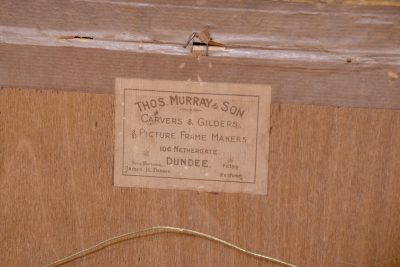 THOS. MURRAY & SON
CARVERS & GILDERS,
& PICTURE FRAME MAKERS
106 NETHERGATE
DUNDEE.